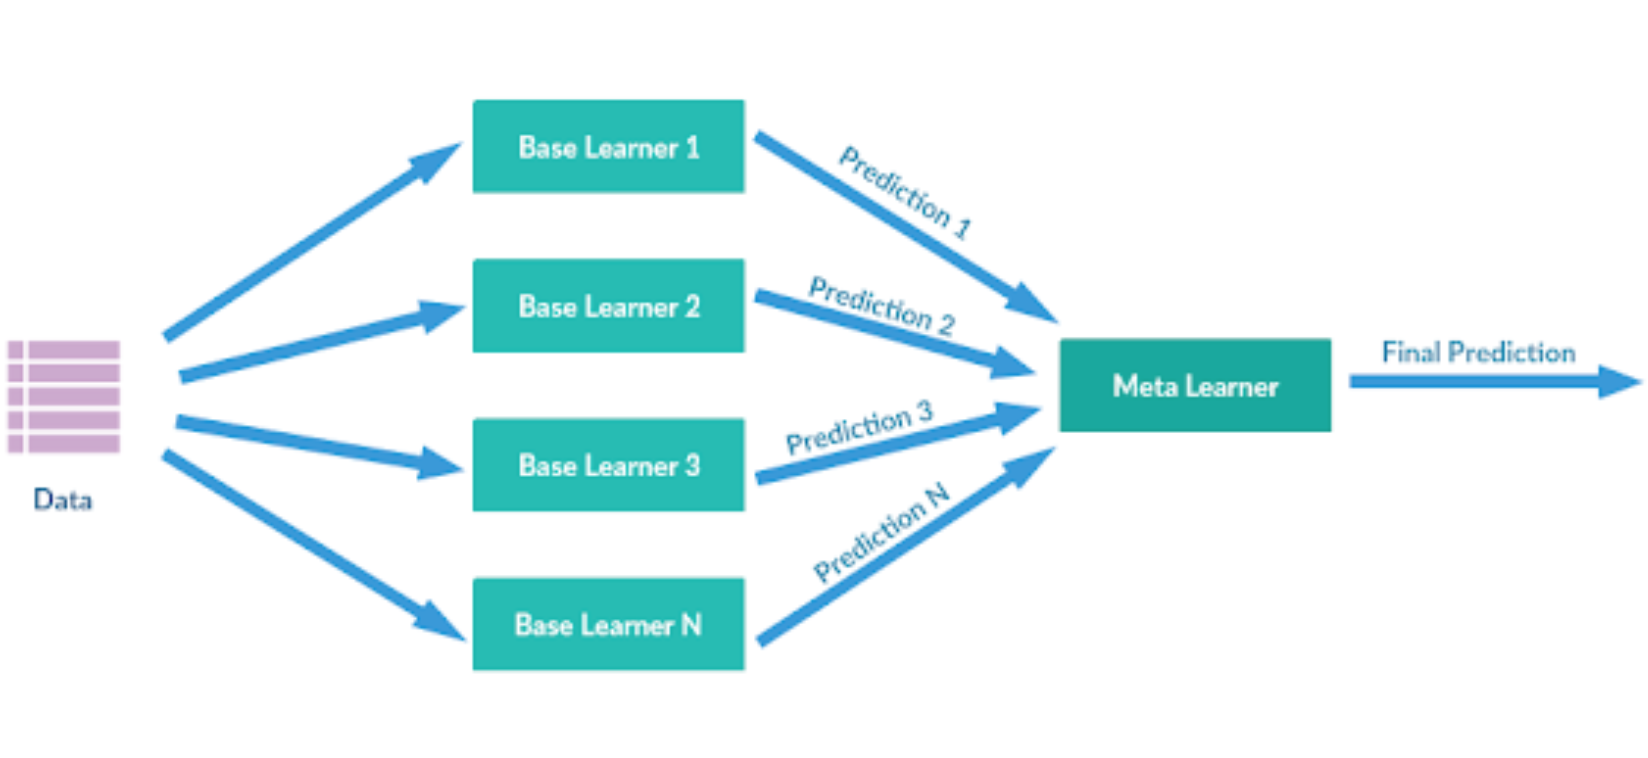 Data
Base Learner 1
Base Learner 2
Base Learner 3
Base Learner N
Prediction 1
Prediction 2
Prediction 3
Prediction N
Meta Learner
Final Prediction